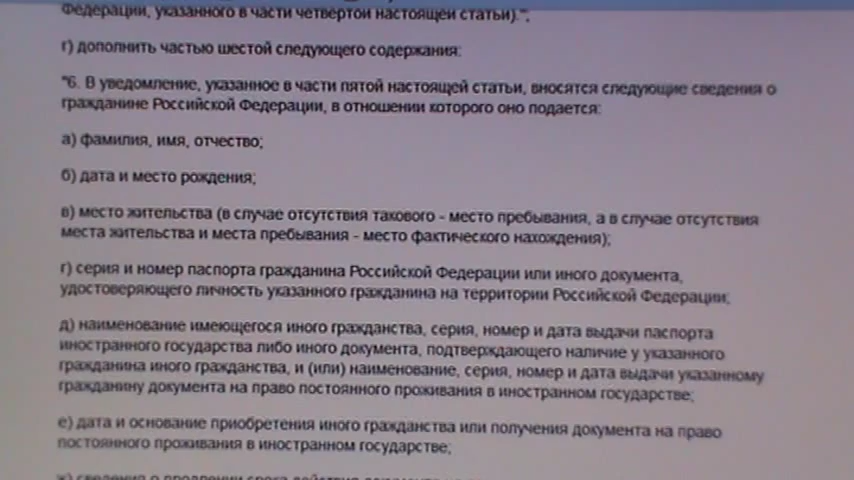 Федерации, указанного в части четвертой настоящей статьи).";
г) дополнить частью шестой следующего содержания:
"6. В уведомление, указанное в части пятой настоящей статьи, вносятся следующие сведения о
гражданине Российской Федерации, в отношении которого оно подается:
а) фамилия, имя, отчество;
б) дата и место рождения;
в) место жительства (в случае отсутствия такового - место пребывания, а в случае отсутствия
места жительства и места пребывания - место фактического нахождения);
г) серия и номер паспорта гражданина Российской Федерации или иного документа,
удостоверяющего личность указанного гражданина на территории Российской Федерации;
д) наименование имеющегося иного гражданства, серия, номер и дата выдачи паспорта
иностранного государства либо иного документа, подтверждающего наличие у указанного
гражданина иного гражданства, и (или) наименование, серия, номер и дата выдачи указанному
гражданину документа на право постоянного проживания в иностранном государстве;
е) дата и основание приобретения иного гражданства или получения документа на право
постоянного проживания в иностранном государстве;
ж) сведения о продлении срока действия